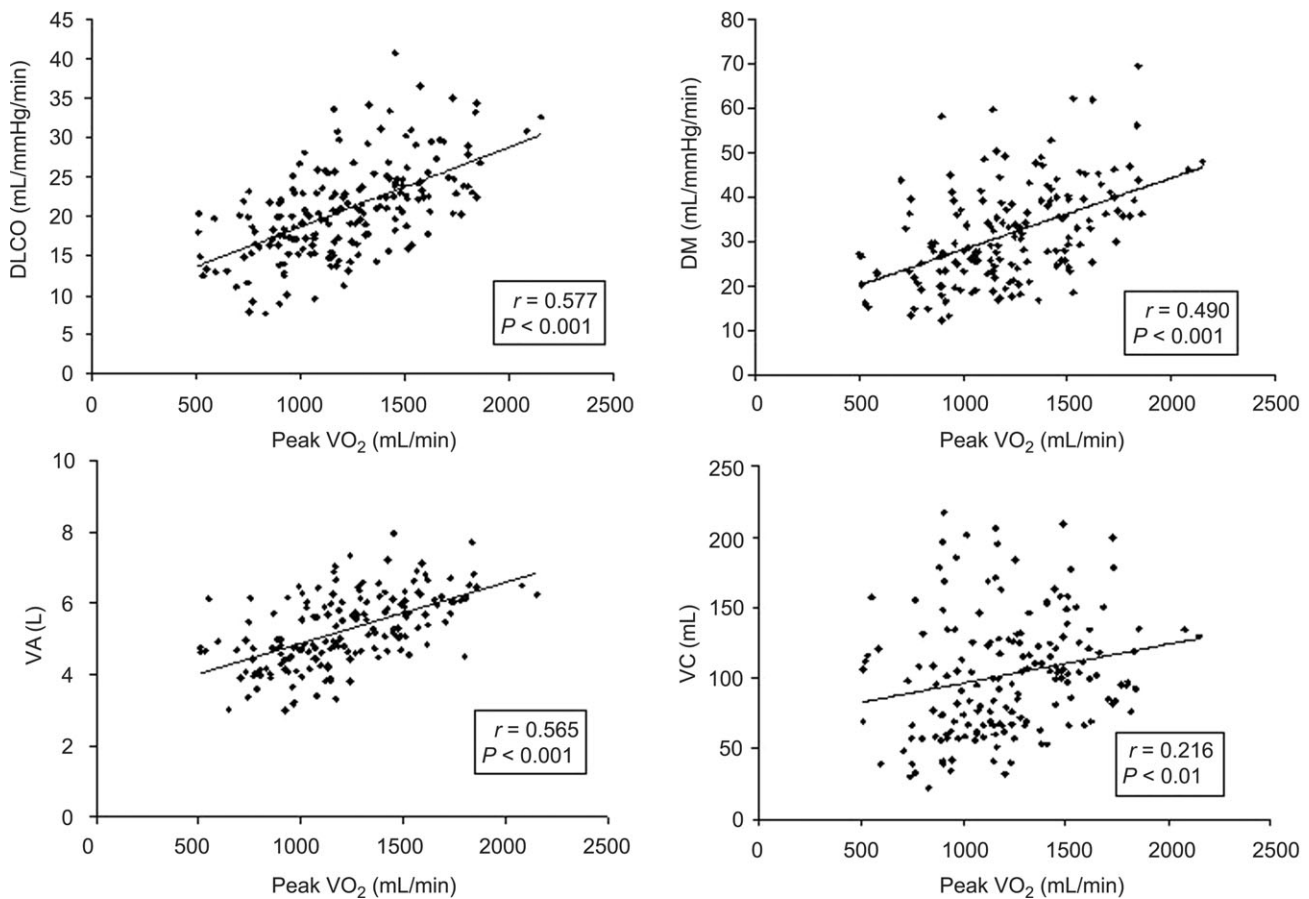 45
40
35
30
25
20
15
10
5
0
DLCO (mL/mmHg/min)
r = 0.577
P < 0.001
0 500 1000 1500 2000 2500
Peak VO₂ (mL/min)
80
70
60
50
40
30
20
10
0
DM (mL/mmHg/min)
r = 0.490
P < 0.001
0 500 1000 1500 2000 2500
Peak VO₂ (mL/min)
10
8
6
4
2
0
VA (L)
r = 0.565
P < 0.001
0 500 1000 1500 2000 2500
Peak VO₂ (mL/min)
250
200
150
100
50
0
VC (mL)
r = 0.216
P < 0.01
0 500 1000 1500 2000 2500
Peak VO₂ (mL/min)